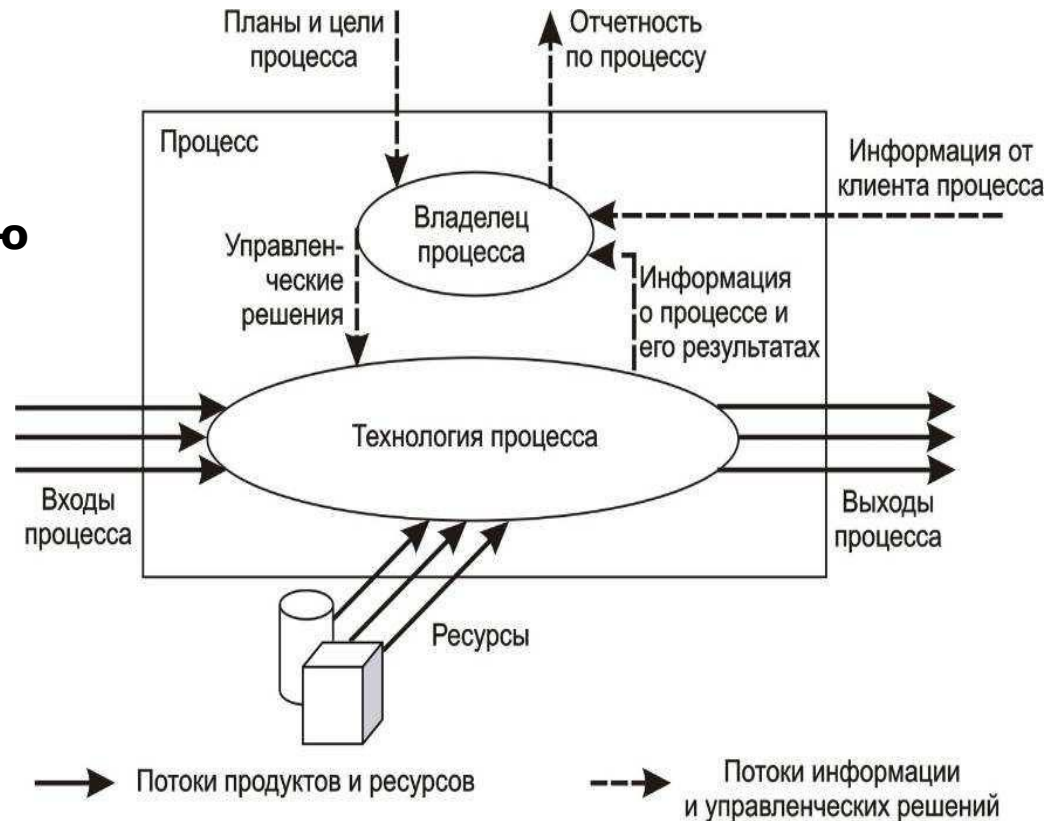 Планы и цели
процесса
Отчетность
по процессу
Процесс
Информация от
клиента процесса
Владелец
процесса
ю
Управлен-
ческие
решения
Информация
о процессе и
его результатах
Технология процесса
Входы
процесса
Выходы
процесса
Ресурсы
Потоки продуктов и ресурсов
Потоки информации
и управленческих решений